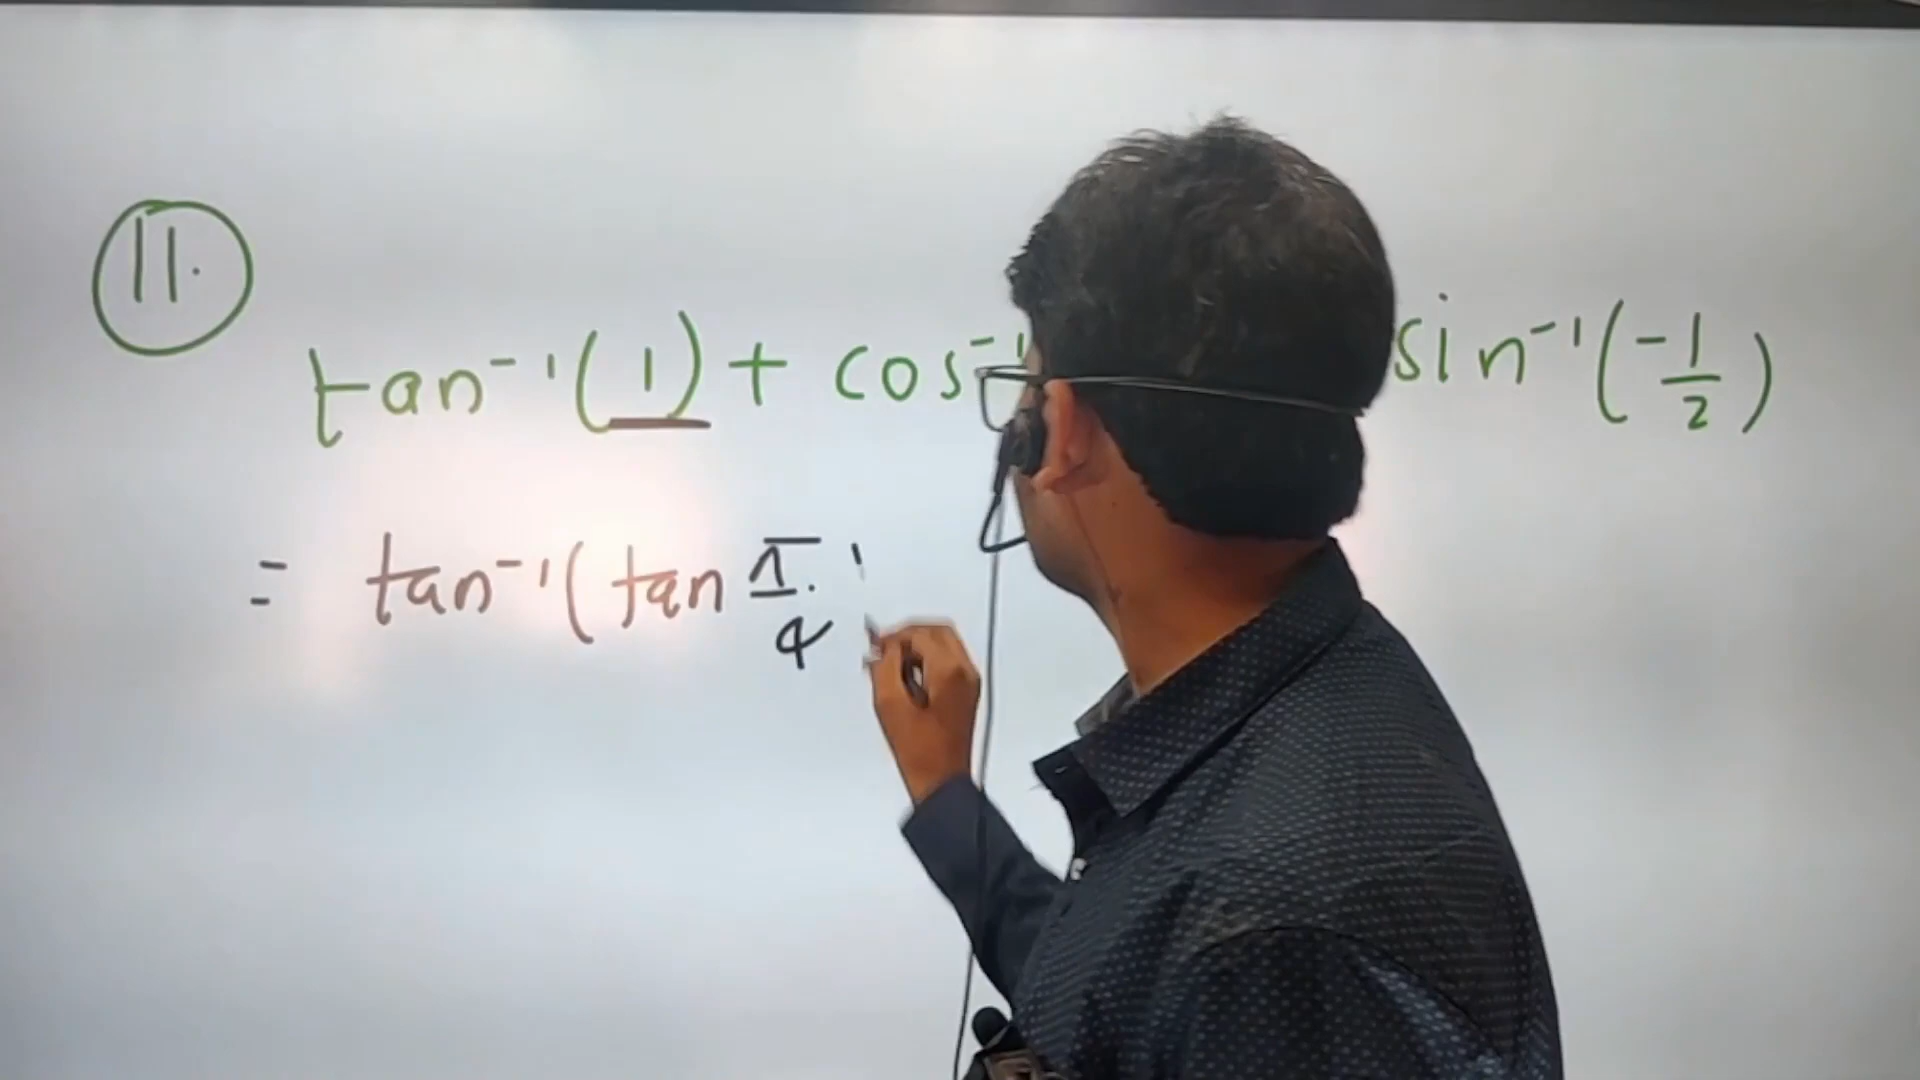 11.
tan⁻¹(1) + cos⁻¹ sin⁻¹(-1/2)
= tan⁻¹(tan π/4